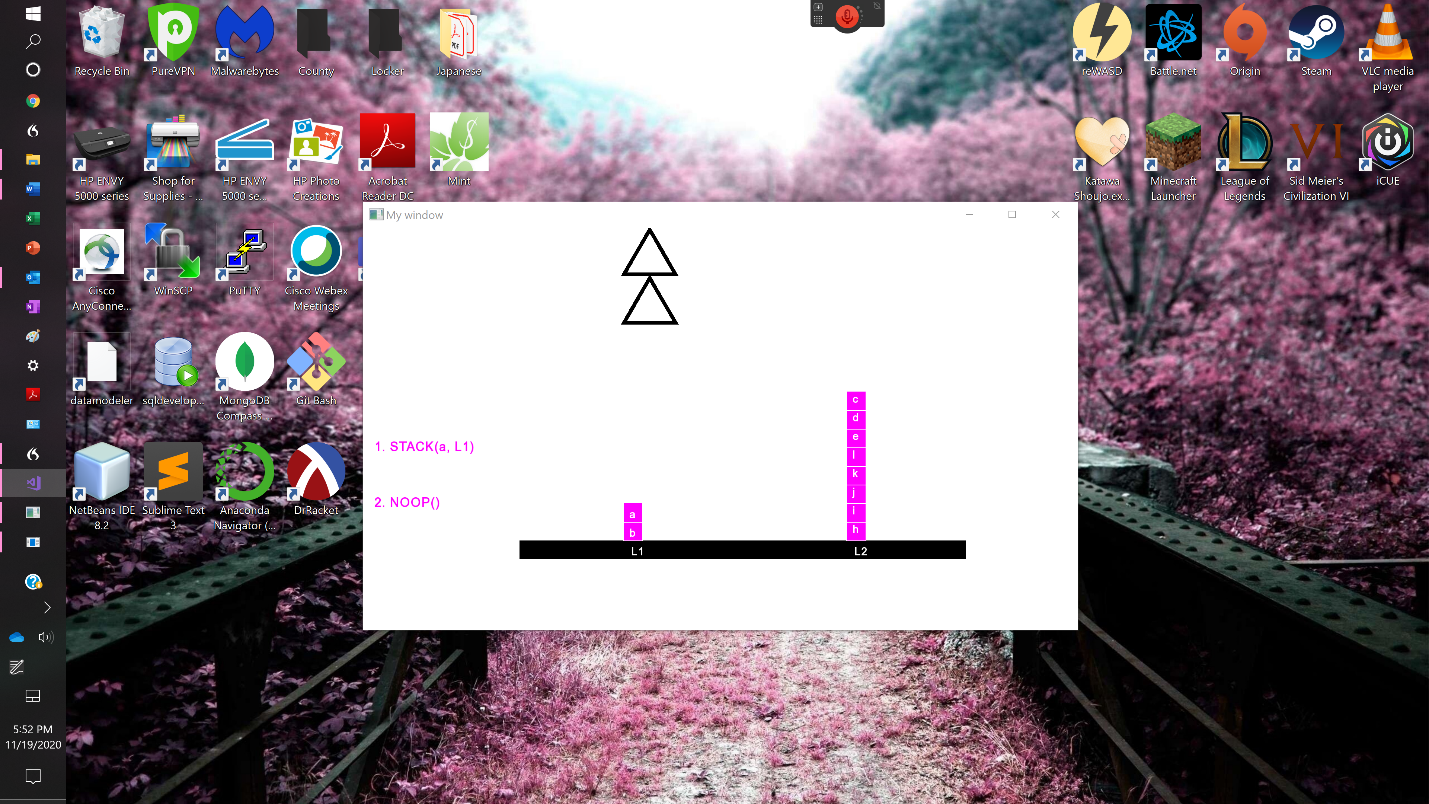 Recycle Bin
PureVPN
Malwarebytes
County
Locker
Japanese
reWASD
Battle.net
Origin
Steam
VLC media
player
HP ENVY
5000 series
Shop for
Supplies - ...
HP ENVY
5000 se...
HP Photo
Creations
Acrobat
Reader DC
Mint
Katawa
Shoujo.ex...
Minecraft
Launcher
League of
Legends
Sid Meier's
Civilization VI
iCUE
My window
Cisco
AnyConne...
WinSCP
PuTTY
Cisco Webex
Meetings
datamodeler
sqldevelop...
MongoDB
Compass ...
Git Bash
NetBeans IDE
8.2
Sublime Text
3
Anaconda
Navigator (...
DrRacket
1. STACK(a, L1)
2. NOOP()
a
b
L1
c
d
e
l
k
j
l
h
L2
5:52 PM
11/19/2020